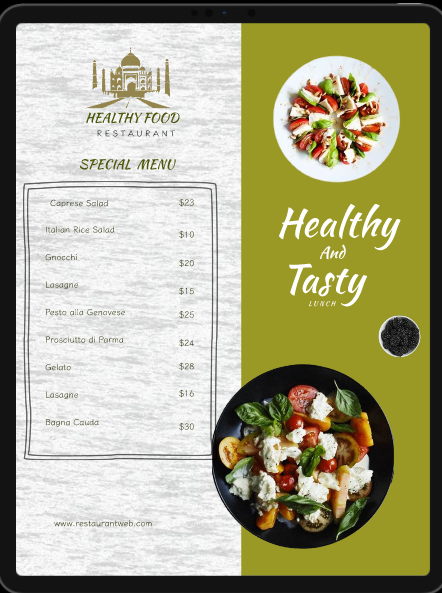 HEALTHY FOOD
RESTAURANT
SPECIAL MENU
Caprese Salad $23
Italian Rice Salad $10
Gnocchi $20
Lasagne $15
Pesto alla Genovese $25
Prosciutto di Parma $24
Gelato $28
Lasagne $16
Bagna Cauda $30
www.restaurantweb.com
Healthy
And
Tasty
LUNCH